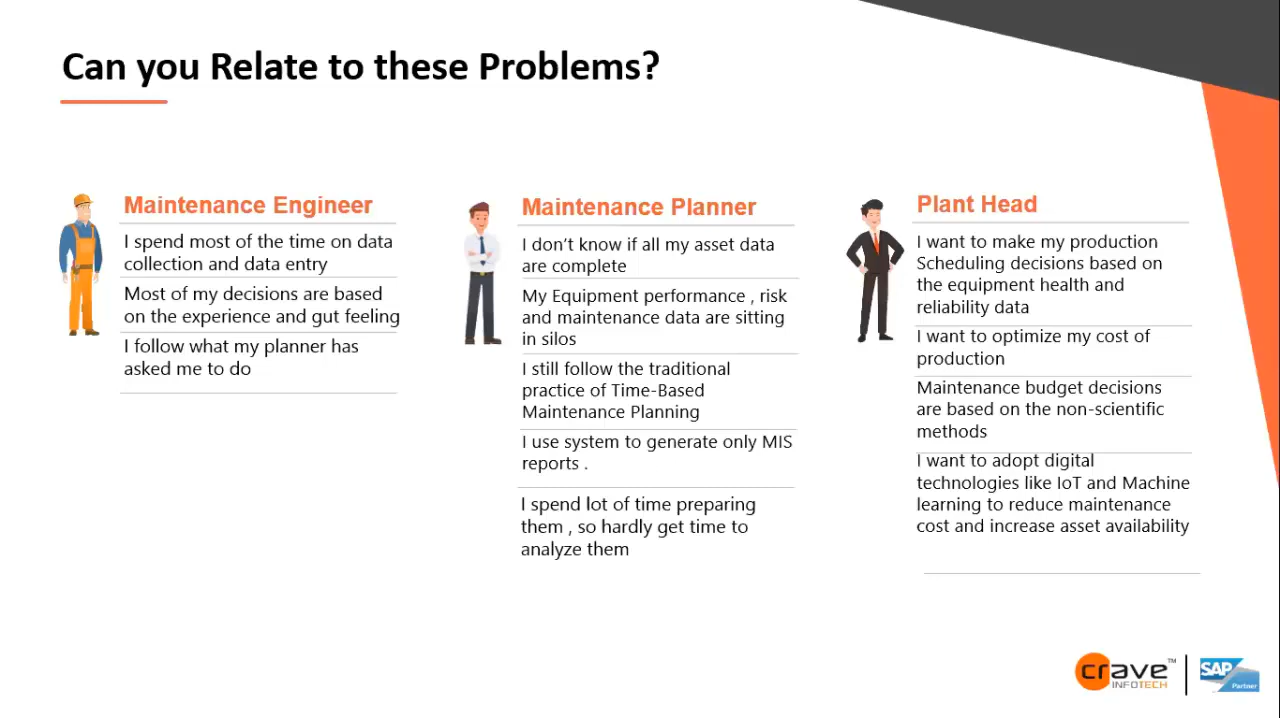 Can you Relate to these Problems?
Maintenance Engineer
I spend most of the time on data
collection and data entry
Most of my decisions are based
on the experience and gut feeling
I follow what my planner has
asked me to do
Maintenance Planner
I don’t know if all my asset data
are complete
My Equipment performance , risk
and maintenance data are sitting
in silos
I still follow the traditional
practice of Time-Based
Maintenance Planning
I use system to generate only MIS
reports .
I spend lot of time preparing
them , so hardly get time to
analyze them
Plant Head
I want to make my production
Scheduling decisions based on
the equipment health and
reliability data
I want to optimize my cost of
production
Maintenance budget decisions
are based on the non-scientific
methods
I want to adopt digital
technologies like IoT and Machine
learning to reduce maintenance
cost and increase asset availability
crave™
INFOTECH
SAP
Partner